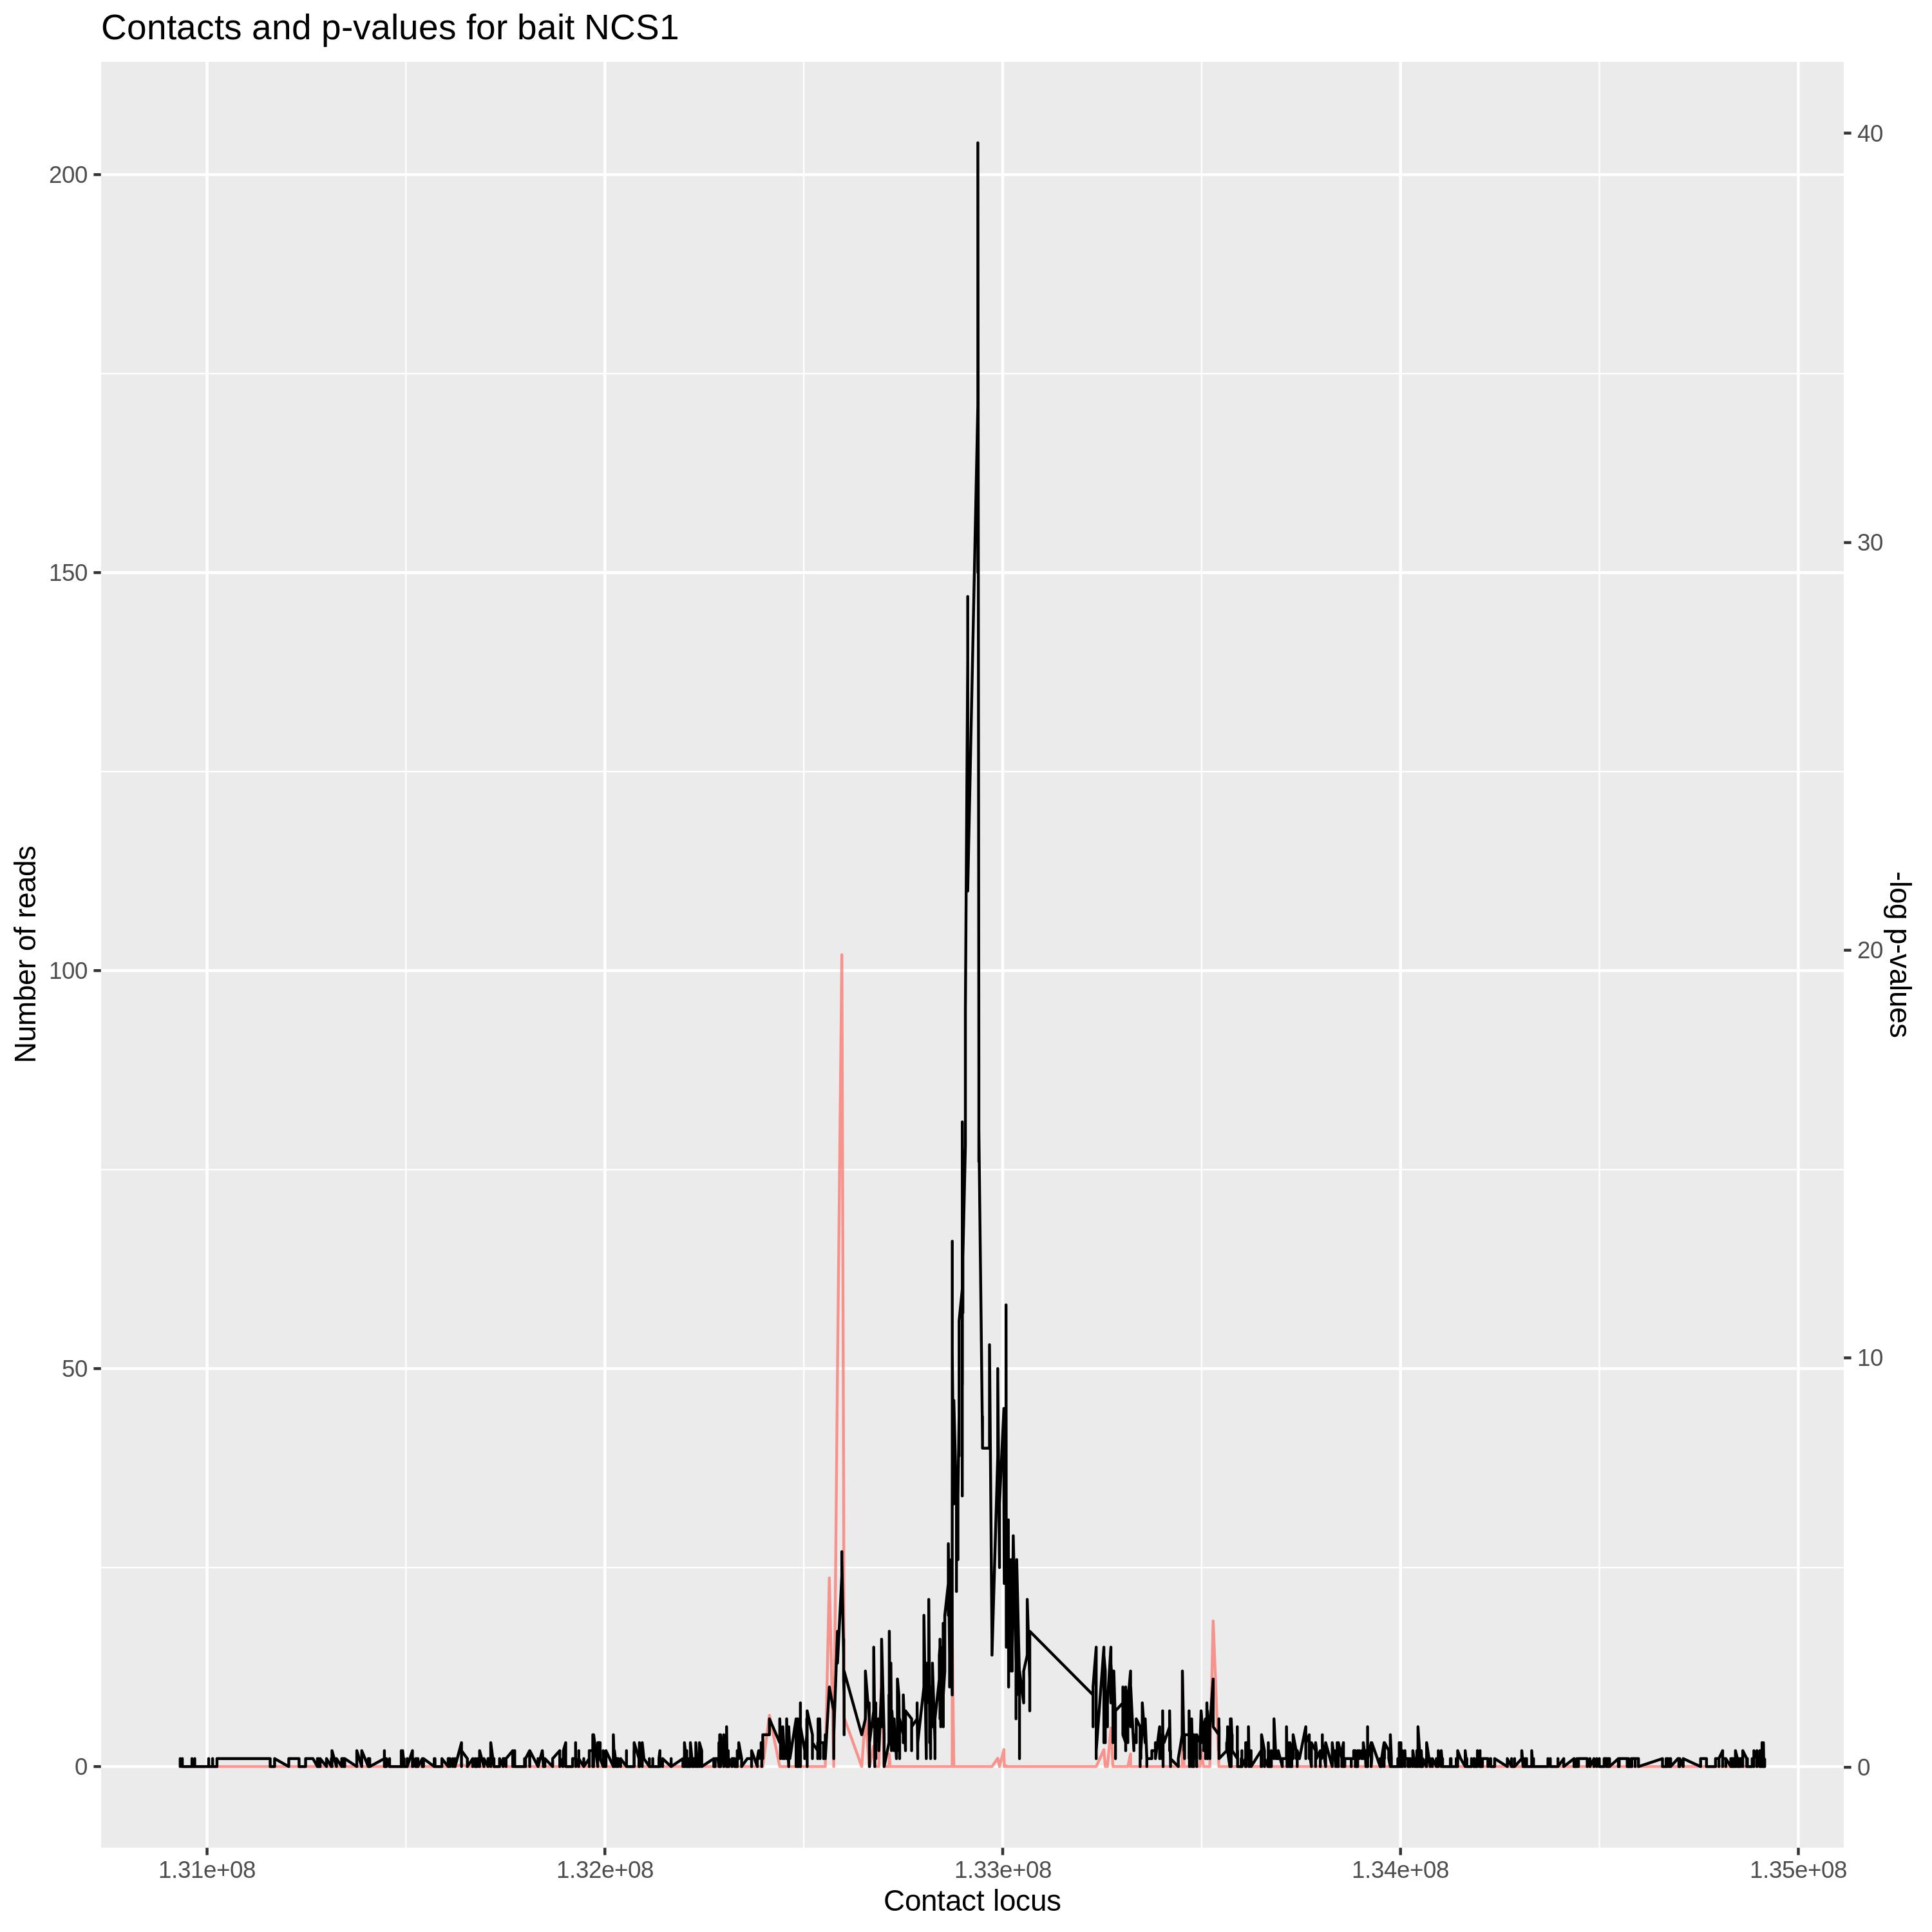 Contacts and p-values for bait NCS1
Number of reads
200
150
100
50
0
40
30
20
10
0
-log p-values
1.31e+08
1.32e+08
1.33e+08
1.34e+08
1.35e+08
Contact locus